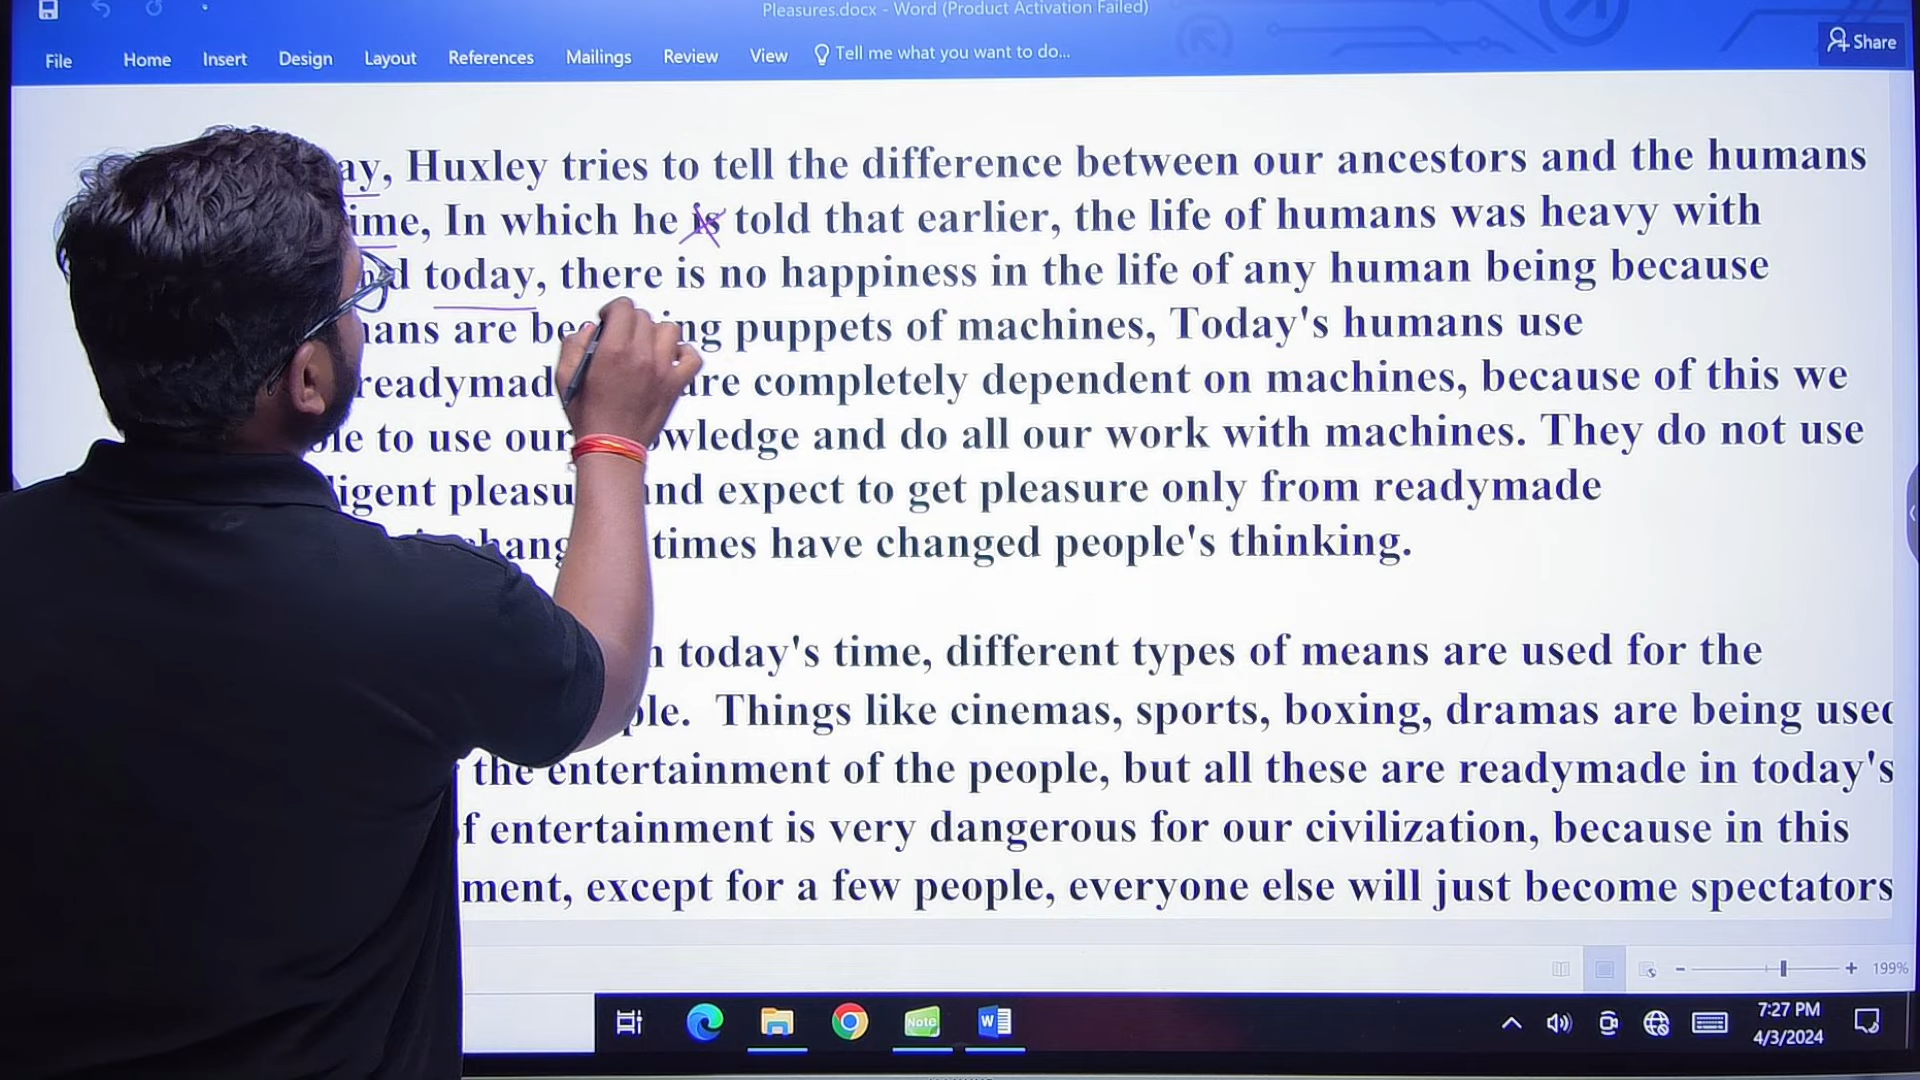 Pleasures.docx - Word (Product Activation Failed)
File Home Insert Design Layout References Mailings Review View Tell me what you want to do... Share
ay, Huxley tries to tell the difference between our ancestors and the humans
ime, In which he is told that earlier, the life of humans was heavy with
today, there is no happiness in the life of any human being because
are puppets of machines, Today's humans use
readymad are completely dependent on machines, because of this we
to use our wledge and do all our work with machines. They do not use
ligent pleasu and expect to get pleasure only from readymade
times have changed people's thinking.
today's time, different types of means are used for the
ple. Things like cinemas, sports, boxing, dramas are being used
the entertainment of the people, but all these are readymade in today's
f entertainment is very dangerous for our civilization, because in this
ment, except for a few people, everyone else will just become spectators
199%
Note
W
7:27 PM
4/3/2024